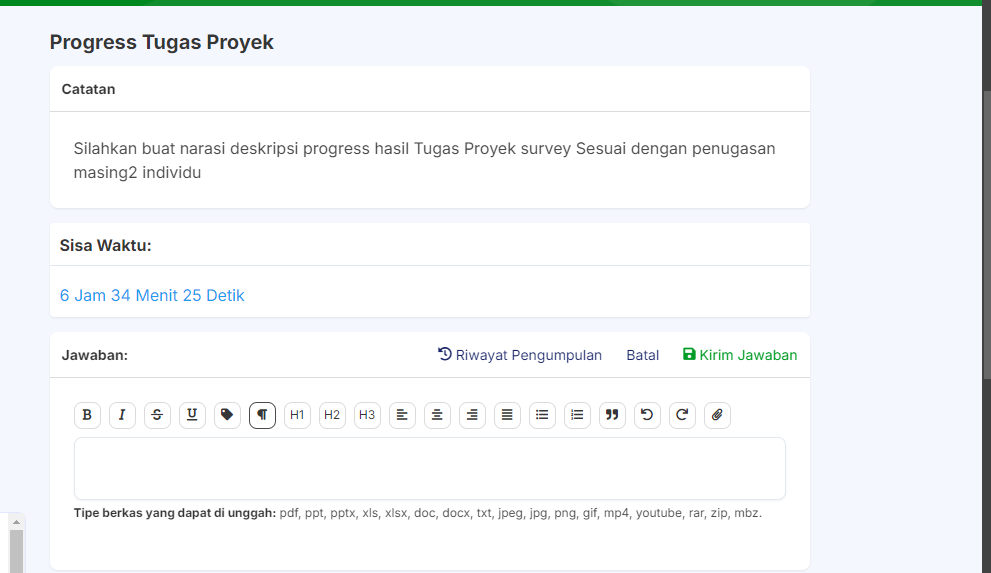 Progress Tugas Proyek
Catatan
Silahkan buat narasi deskripsi progress hasil Tugas Proyek survey Sesuai dengan penugasan
masing2 individu
Sisa Waktu:
6 Jam 34 Menit 25 Detik
Jawaban: Riwayat Pengumpulan Batal Kirim Jawaban
B I S U ¶ H1 H2 H3
Tipe berkas yang dapat di unggah: pdf, ppt, pptx, xls, xlsx, doc, docx, txt, jpeg, jpg, png, gif, mp4, youtube, rar, zip, mbz.